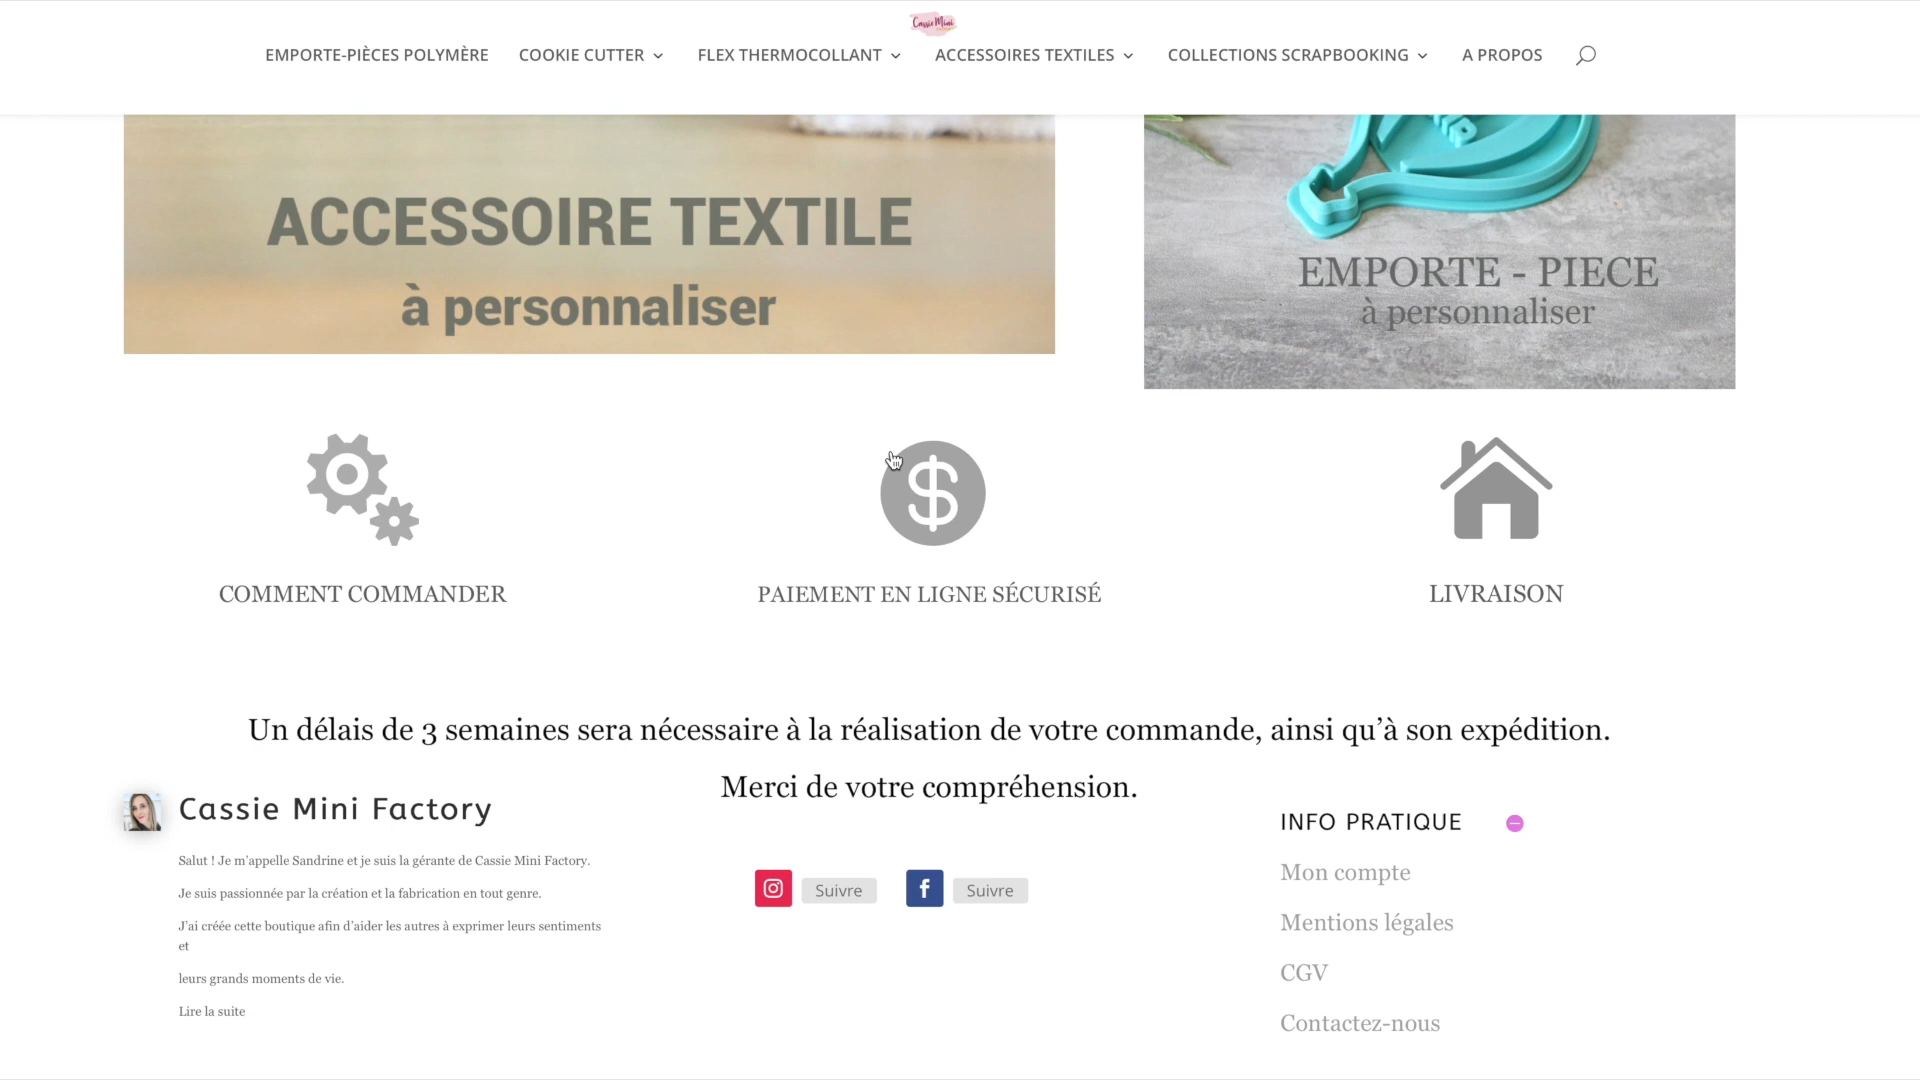 Cassie Mini
EMPORTE-PIÈCES POLYMÈRE
COOKIE CUTTER
FLEX THERMOCOLLANT
ACCESSOIRES TEXTILES
COLLECTIONS SCRAPBOOKING
A PROPOS
ACCESSOIRE TEXTILE
à personnaliser
EMPORTE - PIECE
à personnaliser
COMMENT COMMANDER
PAIEMENT EN LIGNE SÉCURISÉ
LIVRAISON
Un délais de 3 semaines sera nécessaire à la réalisation de votre commande, ainsi qu’à son expédition.
Merci de votre compréhension.
Cassie Mini Factory
Salut ! Je m’appelle Sandrine et je suis la gérante de Cassie Mini Factory.
Je suis passionnée par la création et la fabrication en tout genre.
J’ai créée cette boutique afin d’aider les autres à exprimer leurs sentiments
et
leurs grands moments de vie.
Lire la suite
Suivre
Suivre
INFO PRATIQUE
Mon compte
Mentions légales
CGV
Contactez-nous